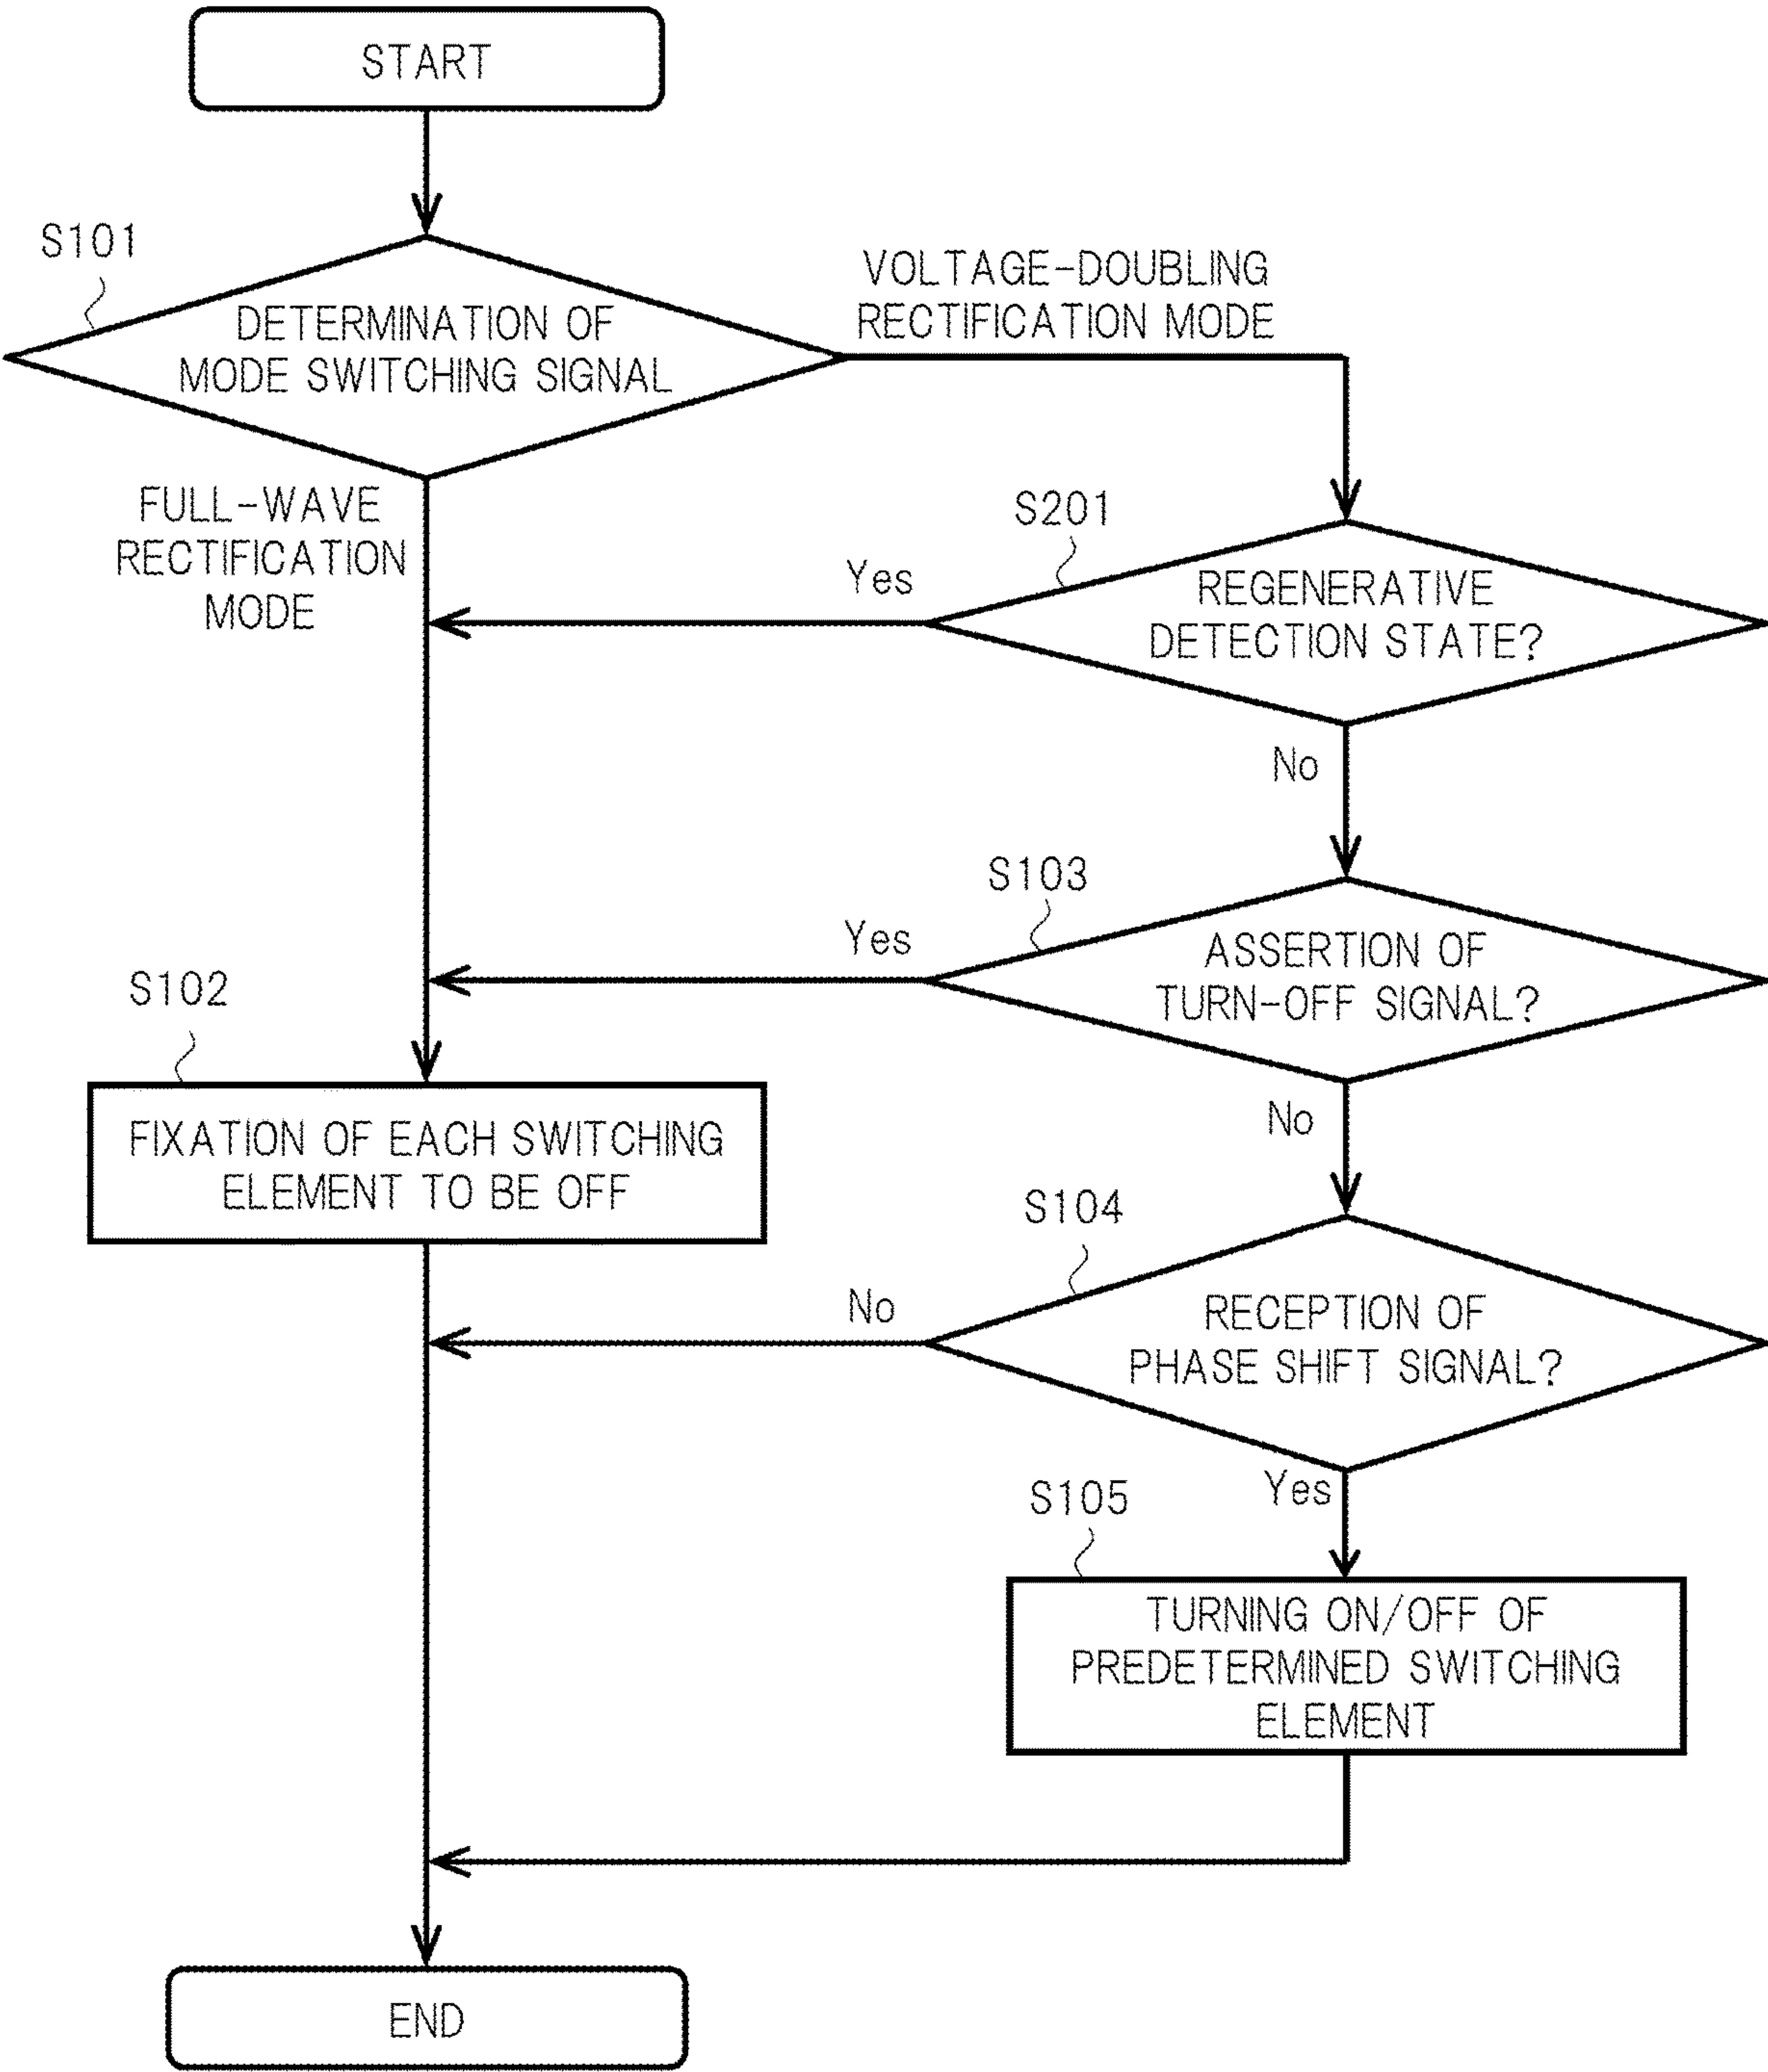 START
S101
DETERMINATION OF
MODE SWITCHING SIGNAL
VOLTAGE-DOUBLING
RECTIFICATION MODE
FULL-WAVE
RECTIFICATION
MODE
S201
Yes
REGENERATIVE
DETECTION STATE?
No
S103
Yes
ASSERTION OF
TURN-OFF SIGNAL?
No
S102
FIXATION OF EACH SWITCHING
ELEMENT TO BE OFF
S104
No
RECEPTION OF
PHASE SHIFT SIGNAL?
Yes
S105
TURNING ON/OFF OF
PREDETERMINED SWITCHING
ELEMENT
END